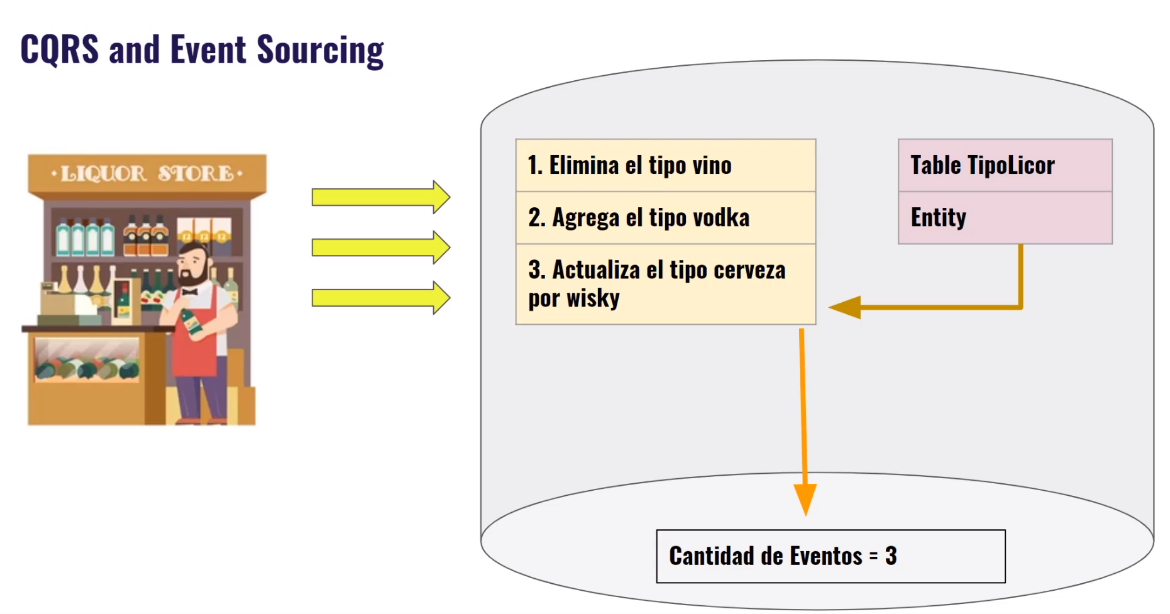 CQRS and Event Sourcing
· LIQUOR STORE ·
1. Elimina el tipo vino
2. Agrega el tipo vodka
3. Actualiza el tipo cerveza
por wisky
Table TipoLicor
Entity
Cantidad de Eventos = 3